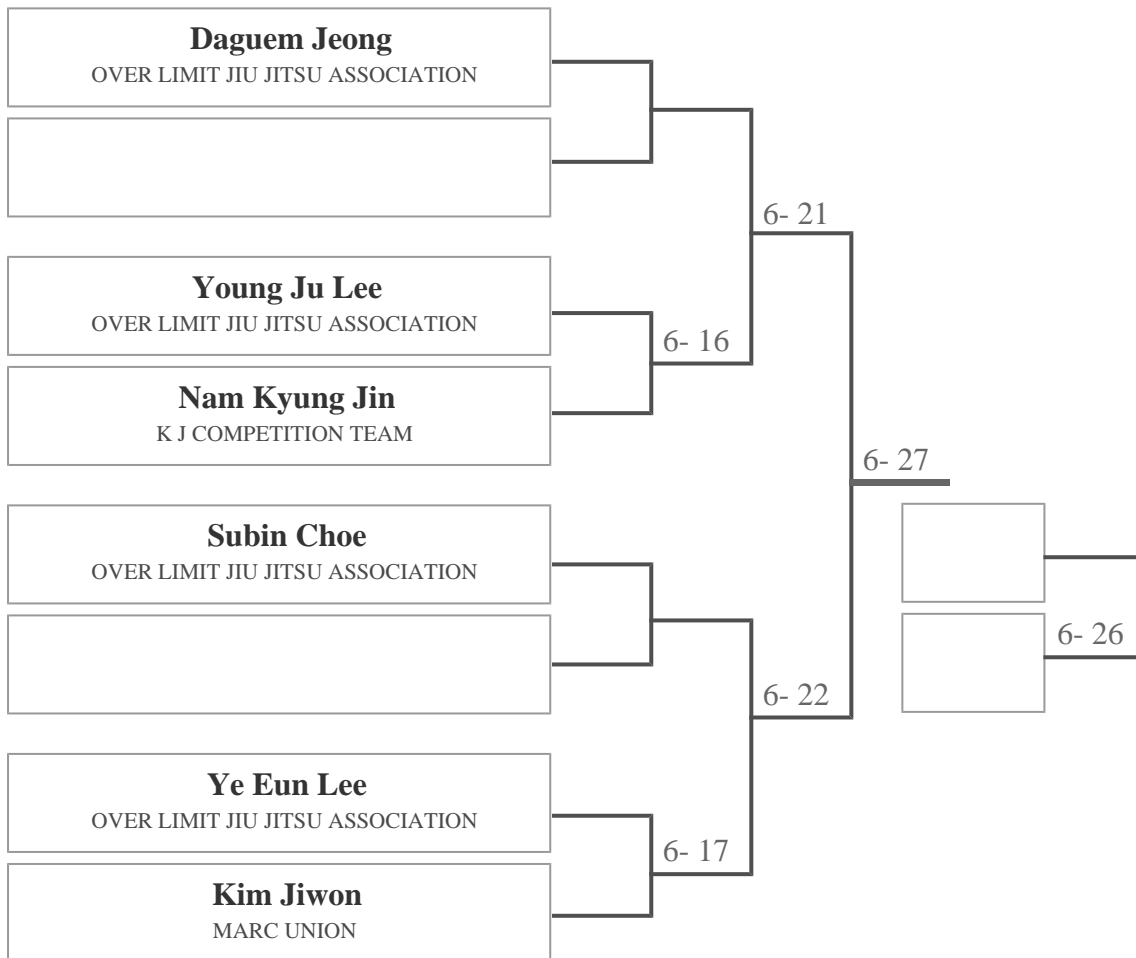 Daguem Jeong
OVER LIMIT JIU JITSU ASSOCIATION
6- 21
Young Ju Lee
OVER LIMIT JIU JITSU ASSOCIATION
6- 16
Nam Kyung Jin
K J COMPETITION TEAM
6- 27
Subin Choe
OVER LIMIT JIU JITSU ASSOCIATION
6- 26
6- 22
Ye Eun Lee
OVER LIMIT JIU JITSU ASSOCIATION
6- 17
Kim Jiwon
MARC UNION